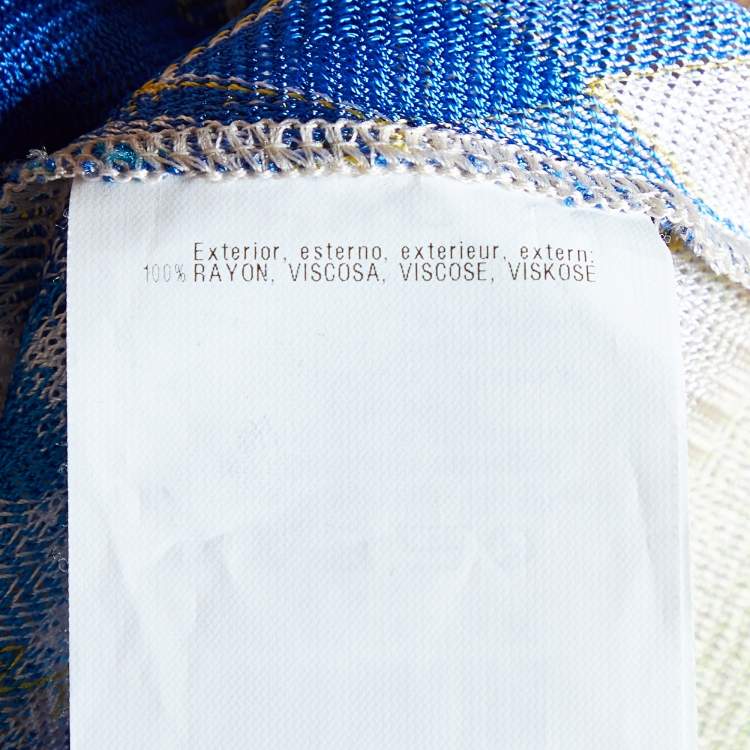 Exterior, esterno, exterieur, extern:
100% RAYON, VISCOSA, VISCOSE, VISKOSE